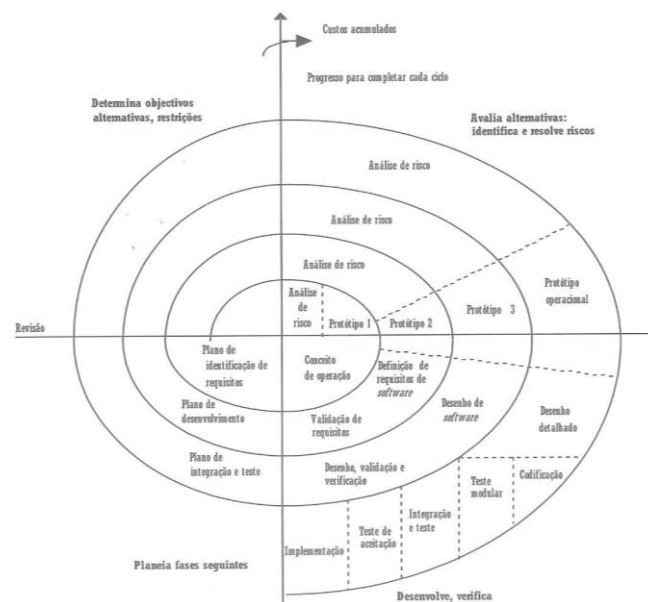 Custos acumulados
Progresso para completar cada ciclo
Determina objectivos
alternativas, restrições
Avalia alternativas:
identifica e resolve riscos
Análise de risco
Análise de risco
Análise de risco
Análise
de
risco
Protótipo 1
Protótipo 2
Protótipo 3
Protótipo
operacional
Revisão
Plano de
identificação de
requisitos
Conceito
de operação
Definição de
requisitos de
software
Plano de
desenvolvimento
Validação de
requisitos
Desenho de
software
Desenho
detalhado
Plano de
integração e teste
Desenho, validação e
verificação
Teste
modular
Codificação
Integração
e teste
Teste de
aceitação
Implementação
Planeia fases seguintes
Desenvolve, verifica